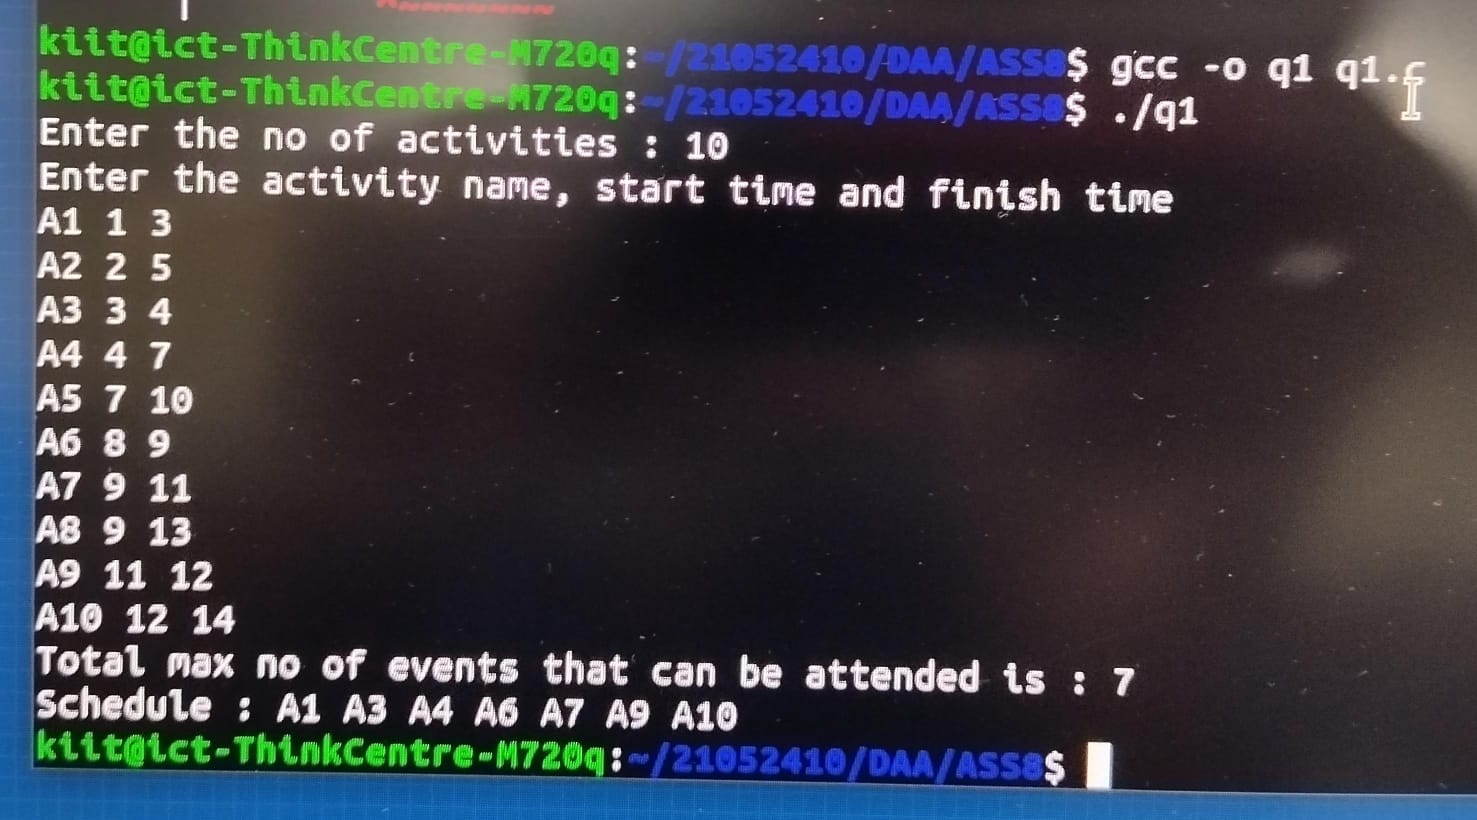 kiit@ict-ThinkCentre-M720q:~/21052410/DAA/ASS8$ gcc -o q1 q1.c
kiit@ict-ThinkCentre-M720q:~/21052410/DAA/ASS8$ ./q1
Enter the no of activities : 10
Enter the activity name, start time and finish time
A1 1 3
A2 2 5
A3 3 4
A4 4 7
A5 7 10
A6 8 9
A7 9 11
A8 9 13
A9 11 12
A10 12 14
Total max no of events that can be attended is : 7
Schedule : A1 A3 A4 A6 A7 A9 A10
kiit@ict-ThinkCentre-M720q:~/21052410/DAA/ASS8$